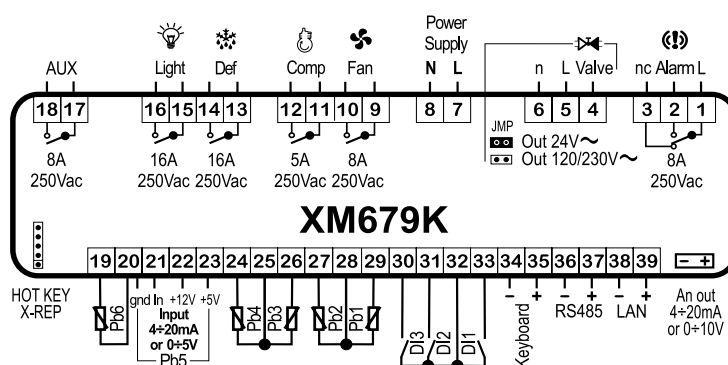 Power
Supply
AUX Light Def Comp Fan N L n L Valve nc Alarm L
18 17 16 15 14 13 12 11 10 9 8 7 6 5 4 3 2 1
JMP
Out 24V~
Out 120/230V~
8A
250Vac
16A
250Vac
16A
250Vac
5A
250Vac
8A
250Vac
8A
250Vac
XM679K
19 20 21 22 23 24 25 26 27 28 29 30 31 32 33 34 35 36 37 38 39
- +
HOT KEY
X-REP
Pb6
gnd In +12V +5V
Input
4÷20mA
or 0÷5V
Pb5
Pb4
Pb3
Pb2
Pb1
DI3
DI2
DI1
- + - + - +
Keyboard
RS485
LAN
An out
4÷20mA
or 0÷10V